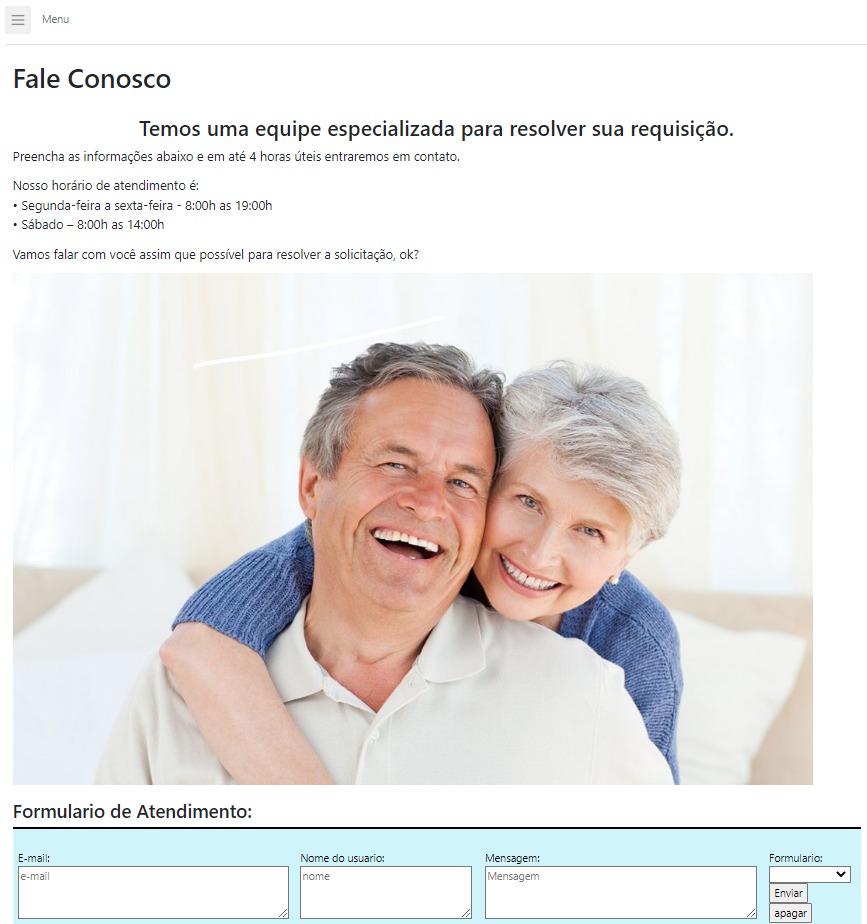 Menu
Fale Conosco
Temos uma equipe especializada para resolver sua requisição.
Preencha as informações abaixo e em até 4 horas úteis entraremos em contato.
Nosso horário de atendimento é:
• Segunda-feira a sexta-feira - 8:00h as 19:00h
• Sábado – 8:00h as 14:00h
Vamos falar com você assim que possível para resolver a solicitação, ok?
Formulario de Atendimento:
E-mail: Nome do usuario: Mensagem: Formulario:
e-mail nome Mensagem
Enviar
apagar